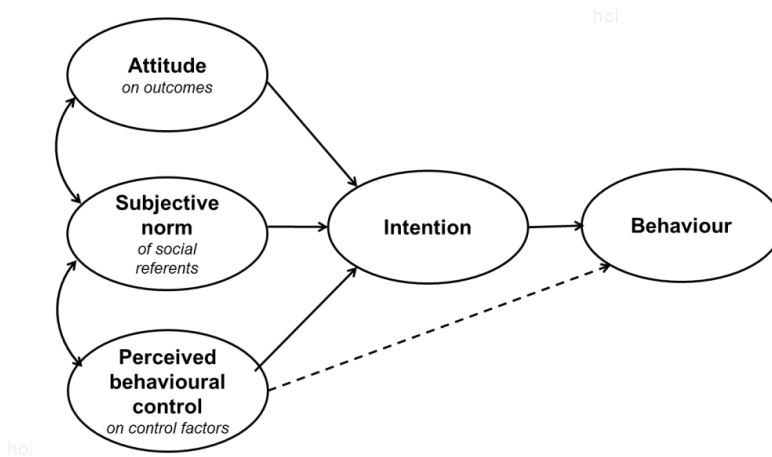 hoi
Attitude
on outcomes
Subjective
norm
of social
referents
Intention
Behaviour
Perceived
behavioural
control
on control factors
hoi